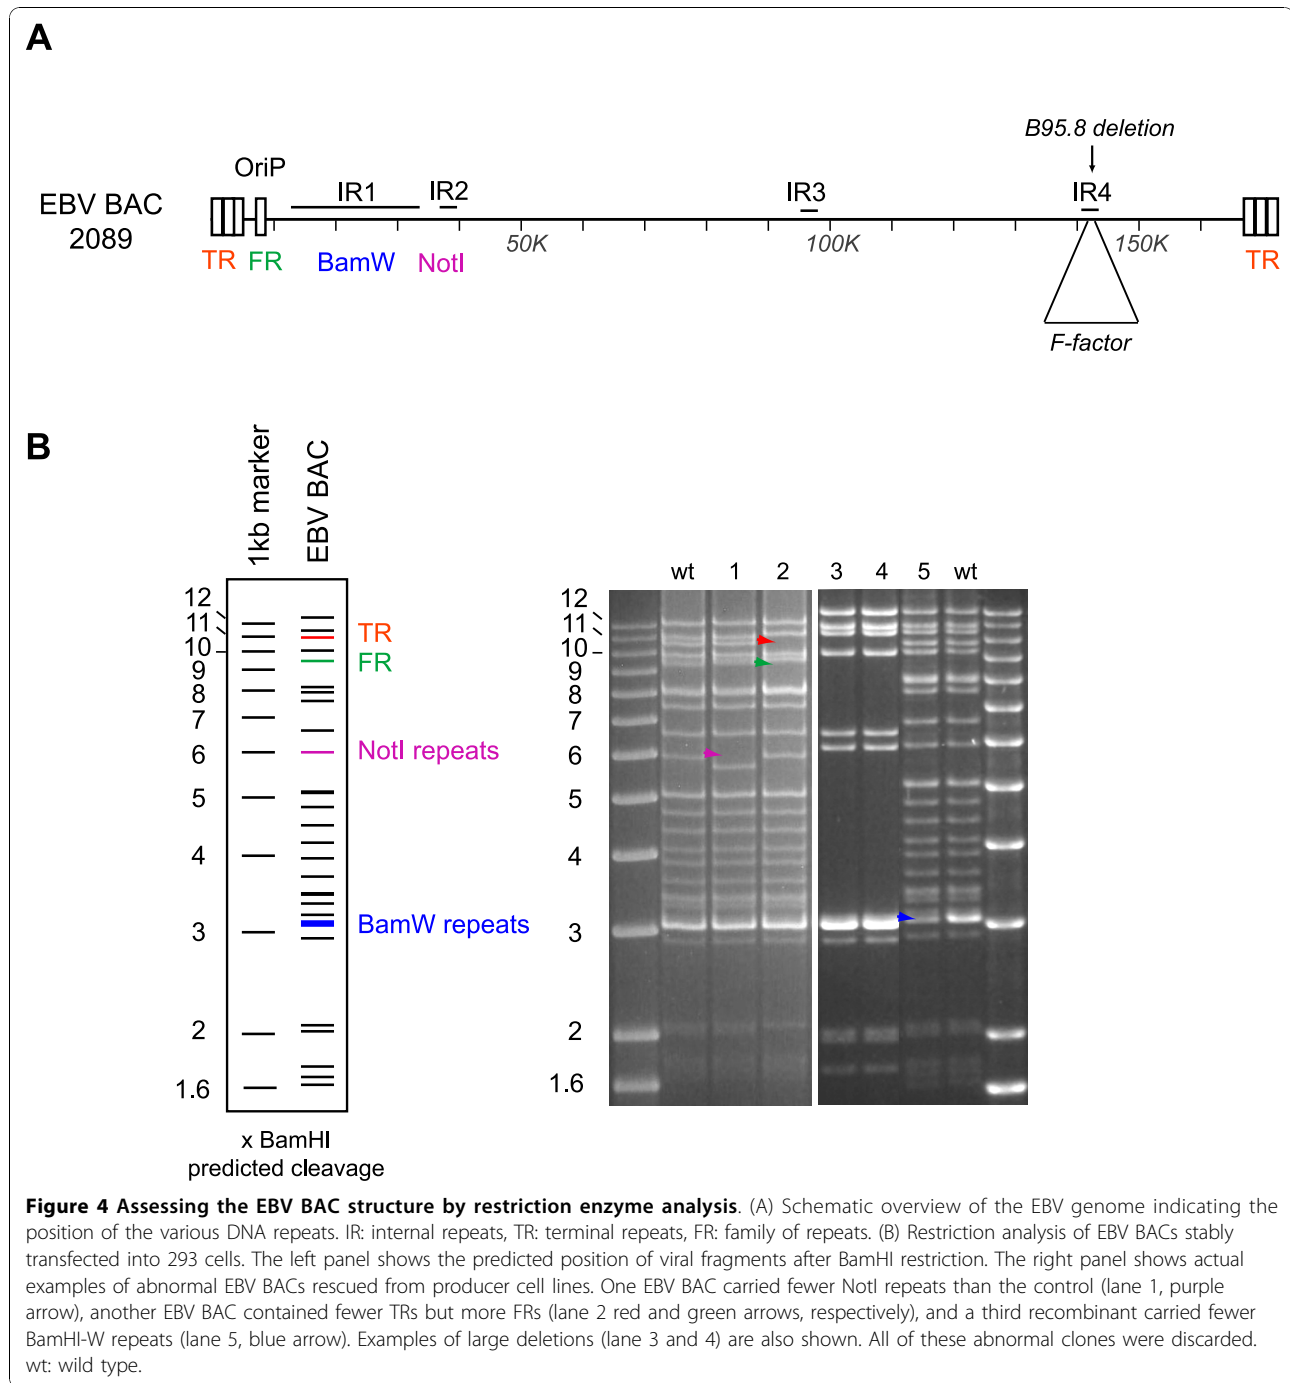 A
B95.8 deletion
OriP
IR1
IR2
IR3
IR4
EBV BAC
2089
50K
100K
150K
TR
FR
BamW
NotI
TR
F-factor
B
1kb marker
EBV BAC
12
11
10
9
8
7
6
5
4
3
2
1.6
TR
FR
NotI repeats
BamW repeats
x BamHI
predicted cleavage
wt 1 2 3 4 5 wt
12
11
10
9
8
7
6
5
4
3
2
1.6
Figure 4 Assessing the EBV BAC structure by restriction enzyme analysis. (A) Schematic overview of the EBV genome indicating the
position of the various DNA repeats. IR: internal repeats, TR: terminal repeats, FR: family of repeats. (B) Restriction analysis of EBV BACs stably
transfected into 293 cells. The left panel shows the predicted position of viral fragments after BamHI restriction. The right panel shows actual
examples of abnormal EBV BACs rescued from producer cell lines. One EBV BAC carried fewer NotI repeats than the control (lane 1, purple
arrow), another EBV BAC contained fewer TRs but more FRs (lane 2 red and green arrows, respectively), and a third recombinant carried fewer
BamHI-W repeats (lane 5, blue arrow). Examples of large deletions (lane 3 and 4) are also shown. All of these abnormal clones were discarded.
wt: wild type.